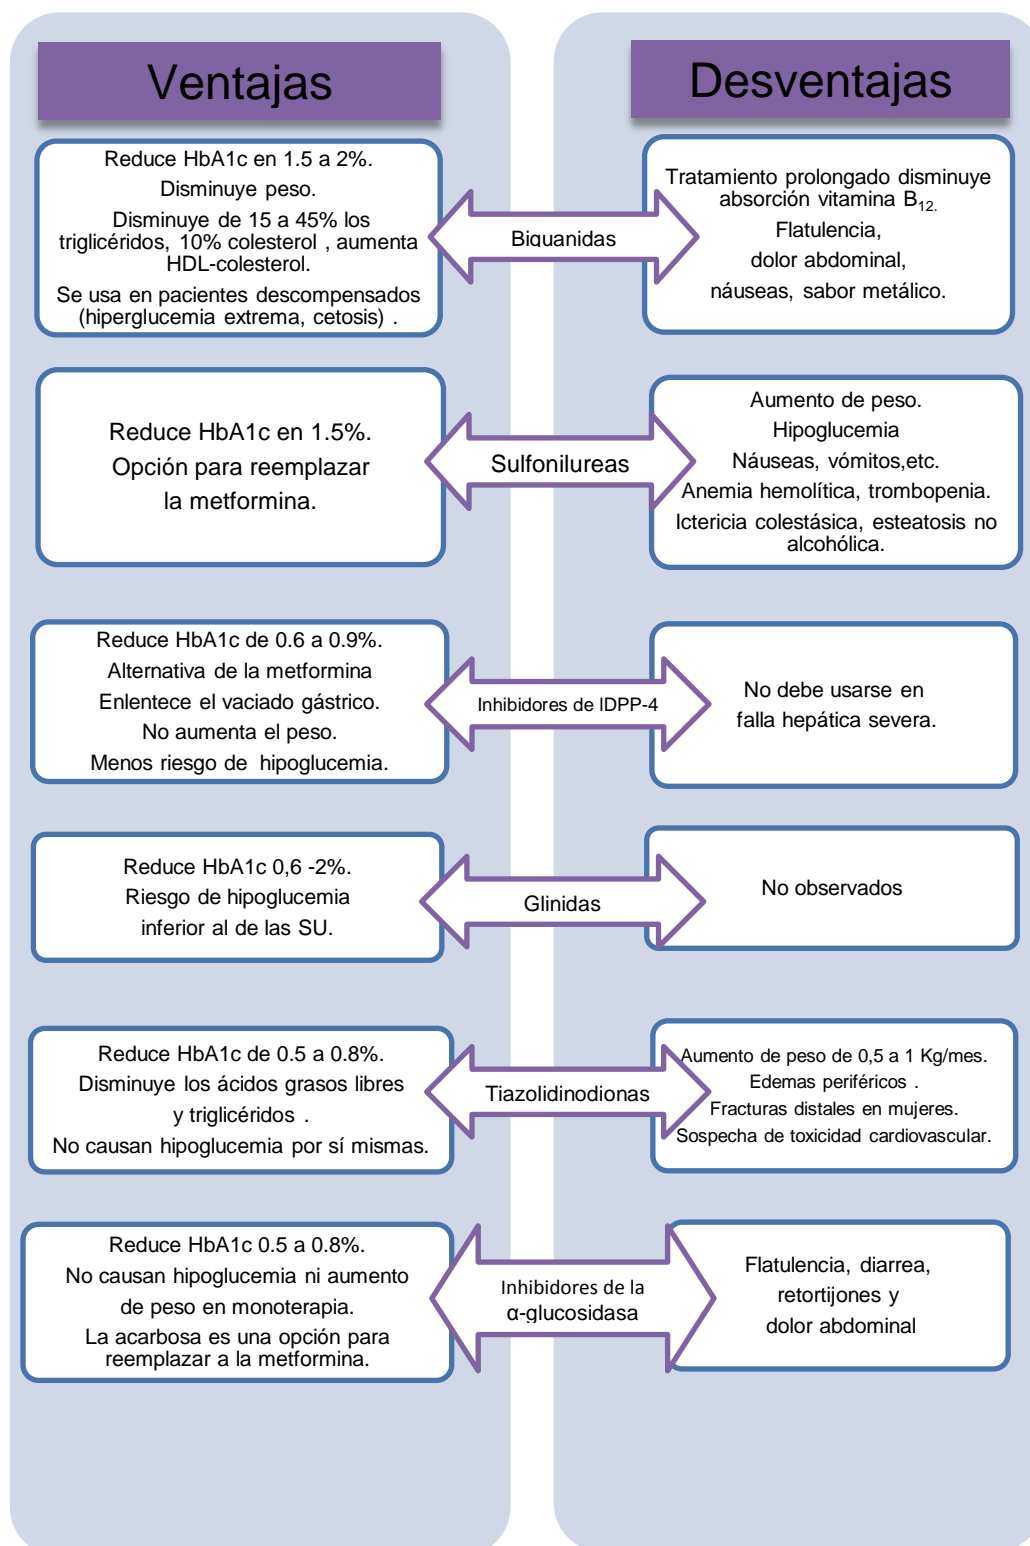 Ventajas
Desventajas
Reduce HbA1c en 1.5 a 2%.
Disminuye peso.
Disminuye de 15 a 45% los
triglicéridos, 10% colesterol , aumenta
HDL-colesterol.
Se usa en pacientes descompensados
(hiperglucemia extrema, cetosis) .
Biguanidas
Tratamiento prolongado disminuye
absorción vitamina B12.
Flatulencia,
dolor abdominal,
náuseas, sabor metálico.
Reduce HbA1c en 1.5%.
Opción para reemplazar
la metformina.
Sulfonilureas
Aumento de peso.
Hipoglucemia
Náuseas, vómitos,etc.
Anemia hemolítica, trombopenia.
Ictericia colestásica, esteatosis no
alcohólica.
Reduce HbA1c de 0.6 a 0.9%.
Alternativa de la metformina
Enlentece el vaciado gástrico.
No aumenta el peso.
Menos riesgo de hipoglucemia.
Inhibidores de IDPP-4
No debe usarse en
falla hepática severa.
Reduce HbA1c 0,6 -2%.
Riesgo de hipoglucemia
inferior al de las SU.
Glinidas
No observados
Reduce HbA1c de 0.5 a 0.8%.
Disminuye los ácidos grasos libres
y triglicéridos .
No causan hipoglucemia por sí mismas.
Tiazolidinodionas
Aumento de peso de 0,5 a 1 Kg/mes.
Edemas periféricos .
Fracturas distales en mujeres.
Sospecha de toxicidad cardiovascular.
Reduce HbA1c 0.5 a 0.8%.
No causan hipoglucemia ni aumento
de peso en monoterapia.
La acarbosa es una opción para
reemplazar a la metformina.
Inhibidores de la
α-glucosidasa
Flatulencia, diarrea,
retortijones y
dolor abdominal